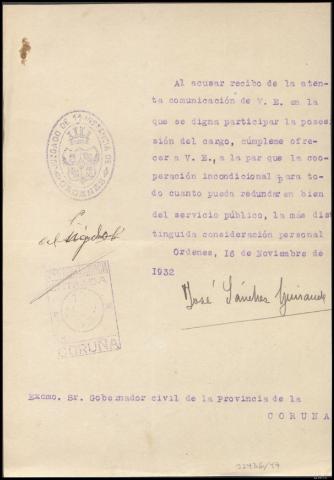 Al acusar recibo de la aten-
ta comunicación de V. E. en la
que se digna participar la pose-
sión del cargo, cúmpleme ofre-
cer a V. E., a la par que la coo-
peración incondicional para to-
do cuanto pueda redundar en bien
del servicio público, la más dis
tinguida consideración personal
Ordenes, 16 de Noviembre de
1932
José Sánchez Guisande
JUZGADO DE 1ª INSTANCIA DE
ORDENES
al
CORUÑA
Excmo. Sr. Gobernador civil de la Provincia de la
CORUÑA